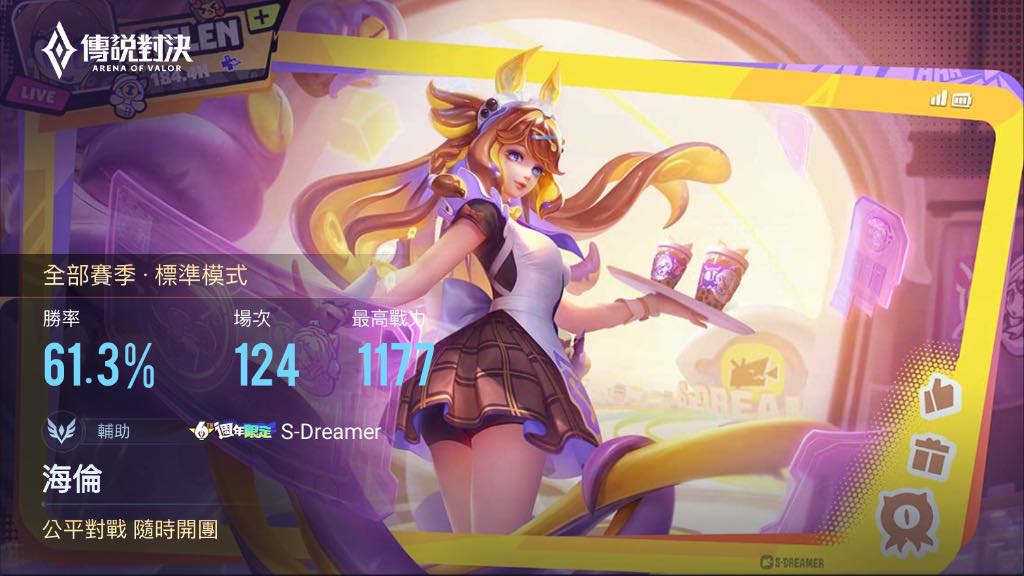 傳說對決
ARENA OF VALOR
LIVE
全部賽季 · 標準模式
勝率 場次 最高戰力
61.3% 124 1177
輔助 6週年限定 S-Dreamer
海倫
公平對戰 隨時開團
S-DREAMER